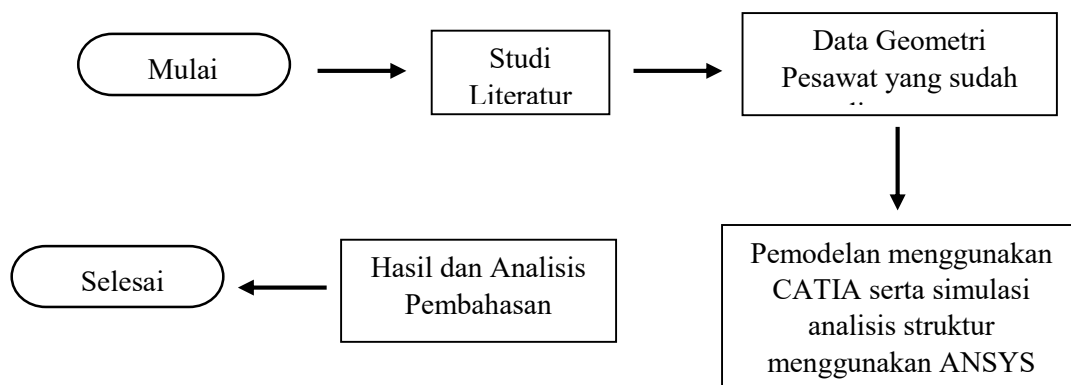 Mulai
Studi
Literatur
Data Geometri
Pesawat yang sudah
Pemodelan menggunakan
CATIA serta simulasi
analisis struktur
menggunakan ANSYS
Hasil dan Analisis
Pembahasan
Selesai